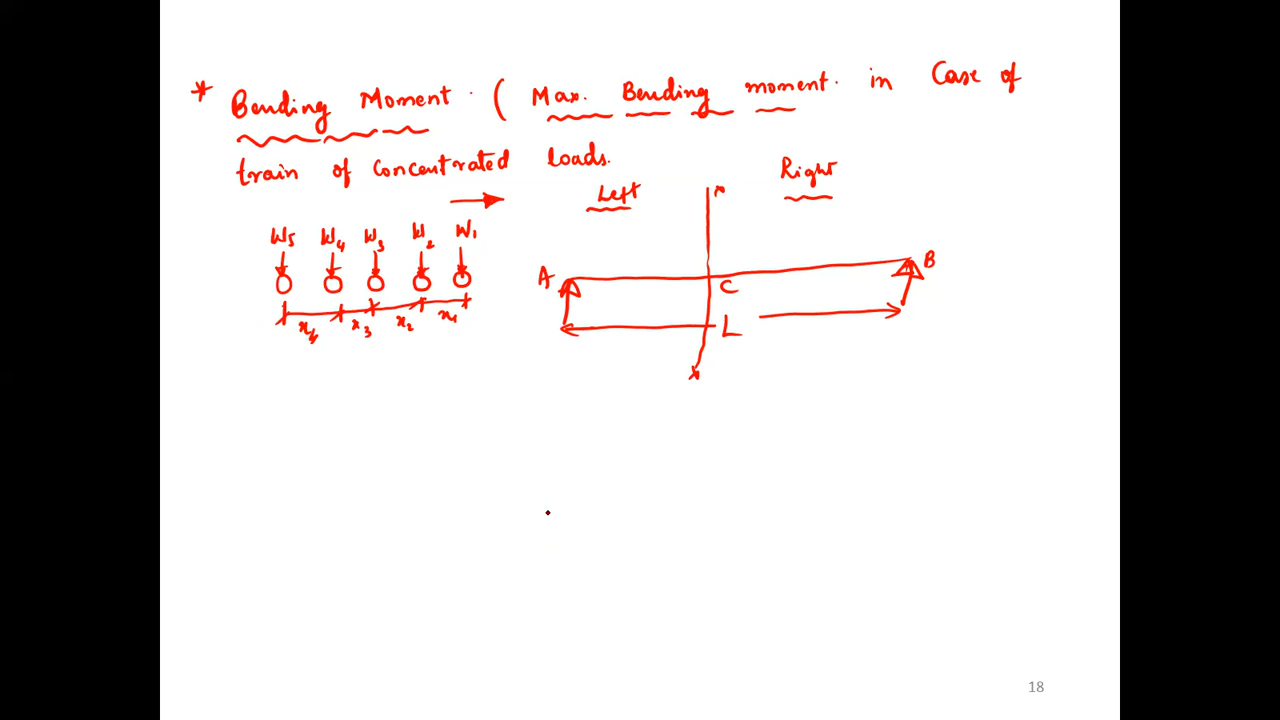 * Bending Moment. ( Max. Bending moment. in Case of
train of concentrated loads.
Left Right
W5 W4 W3 W2 W1
A C B
x4 x3 x2 x1
L
18